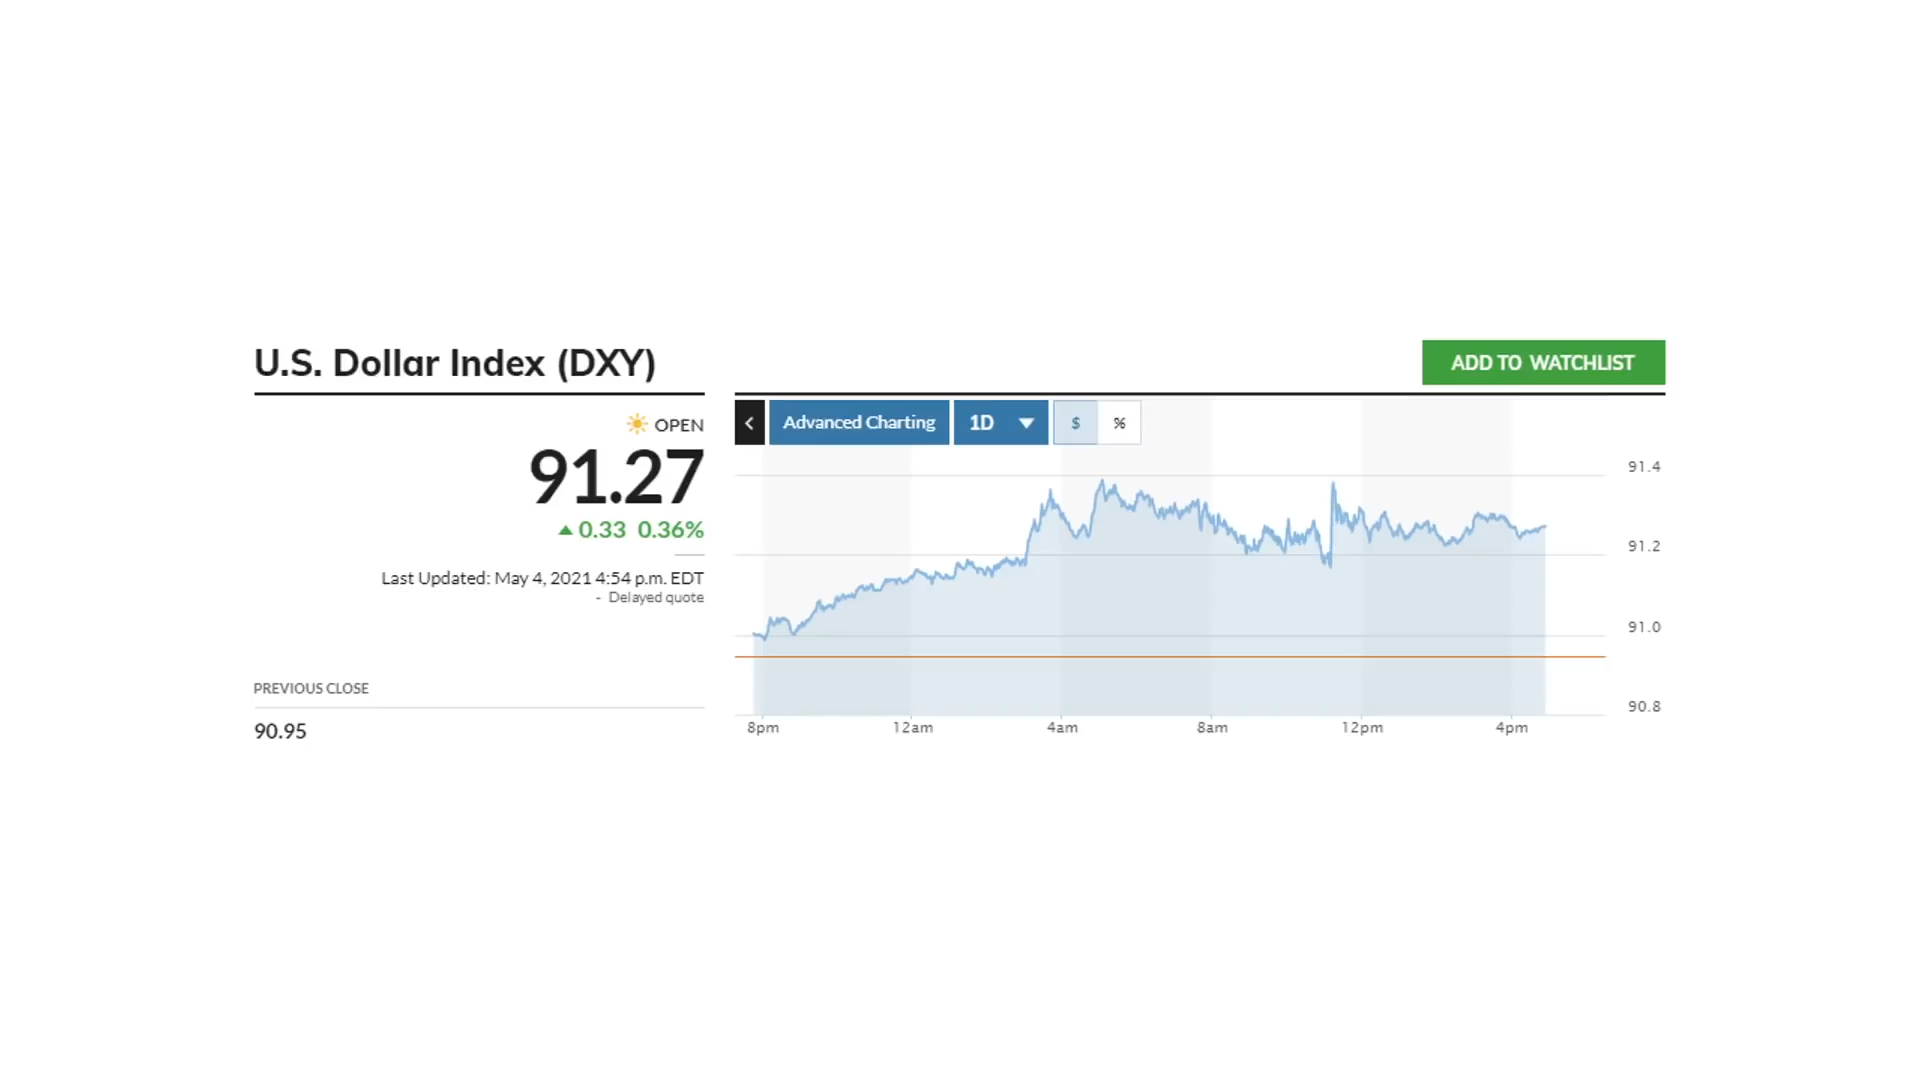 U.S. Dollar Index (DXY)
ADD TO WATCHLIST
OPEN
91.27
0.33 0.36%
Last Updated: May 4, 2021 4:54 p.m. EDT
- Delayed quote
PREVIOUS CLOSE
90.95
Advanced Charting
1D
$
%
91.4
91.2
91.0
90.8
8pm 12am 4am 8am 12pm 4pm